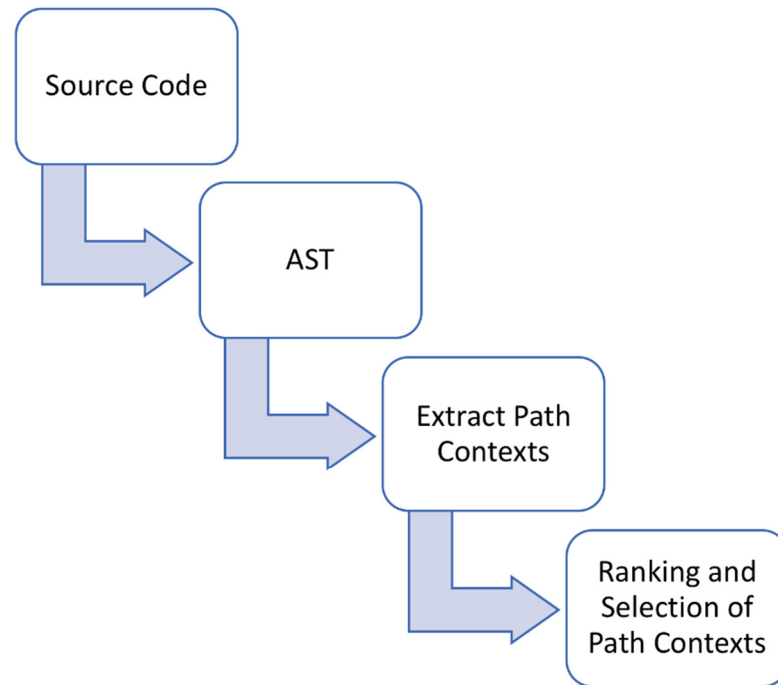 Source Code
AST
Extract Path
Contexts
Ranking and
Selection of
Path Contexts